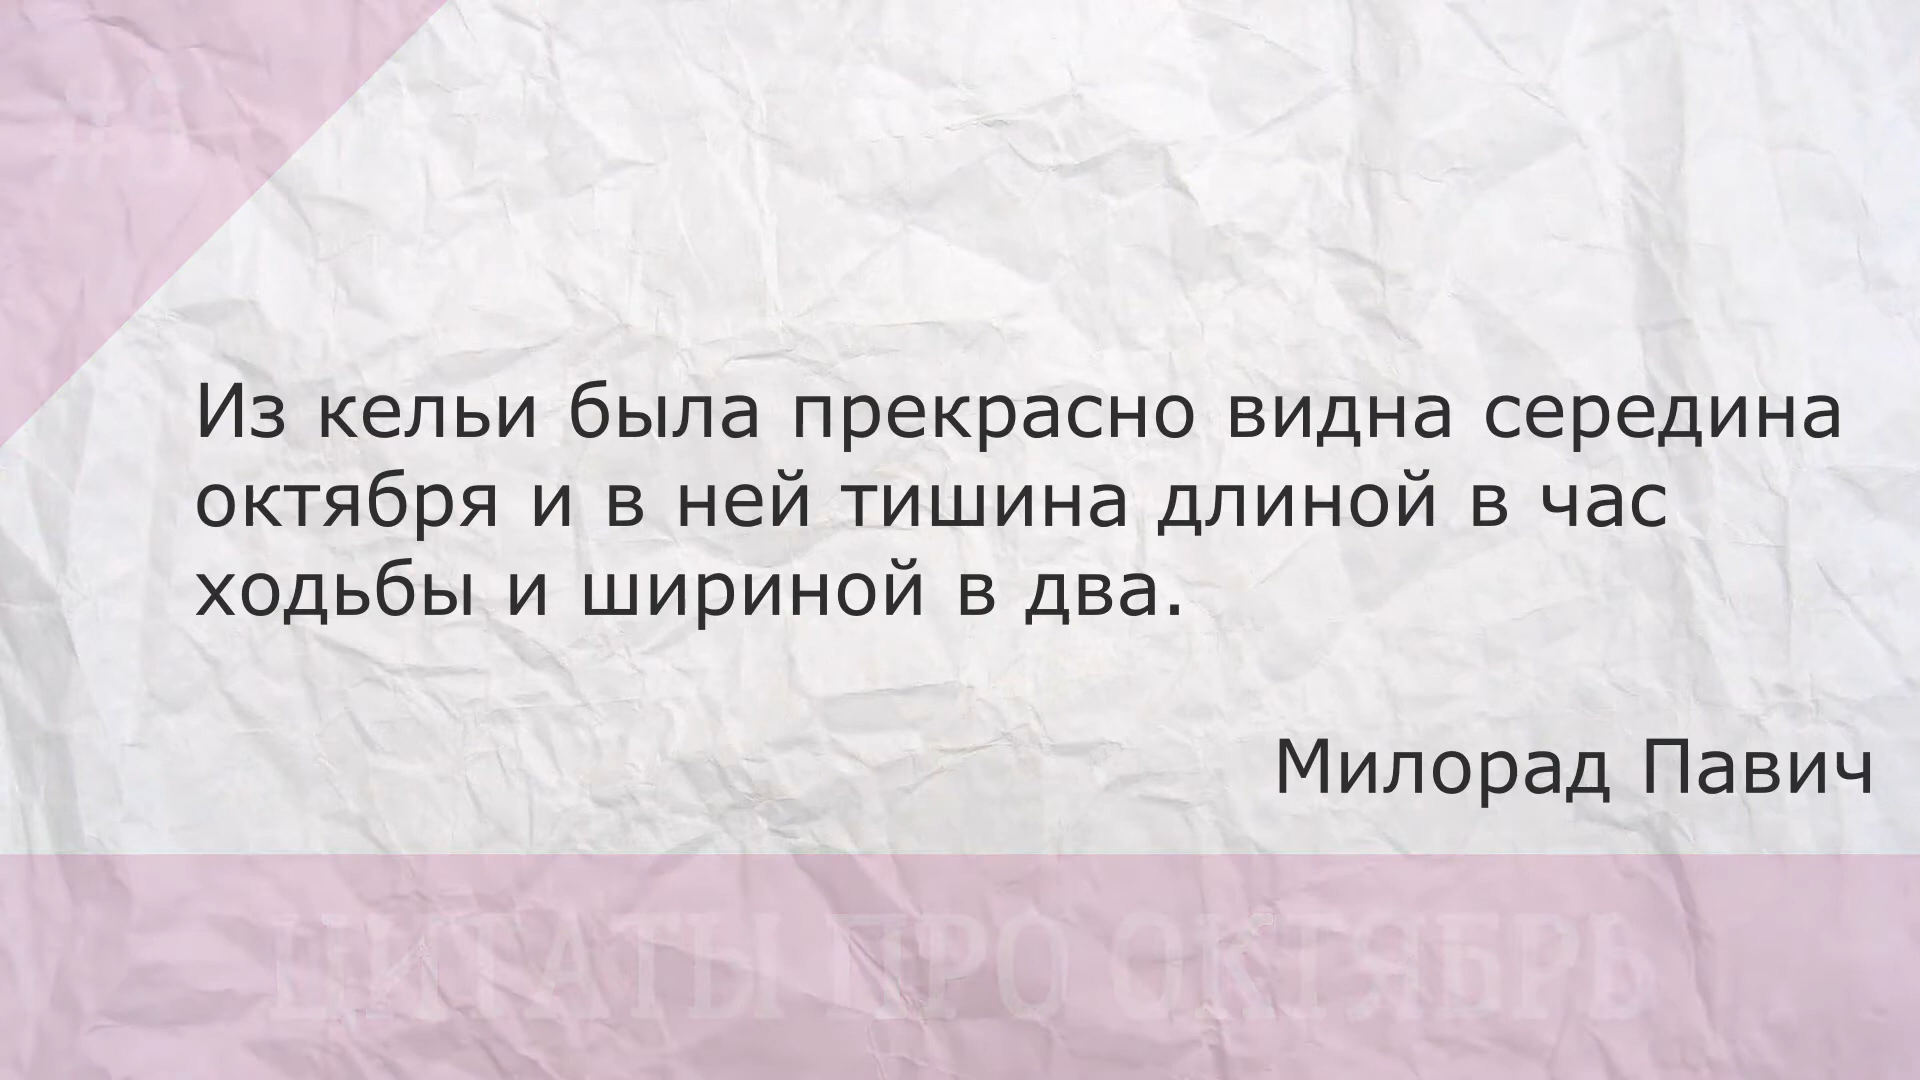 Из кельи была прекрасно видна середина
октября и в ней тишина длиной в час
ходьбы и шириной в два.
Милорад Павич
ЦИТАТЫ ПРО ОКТЯБРЬ